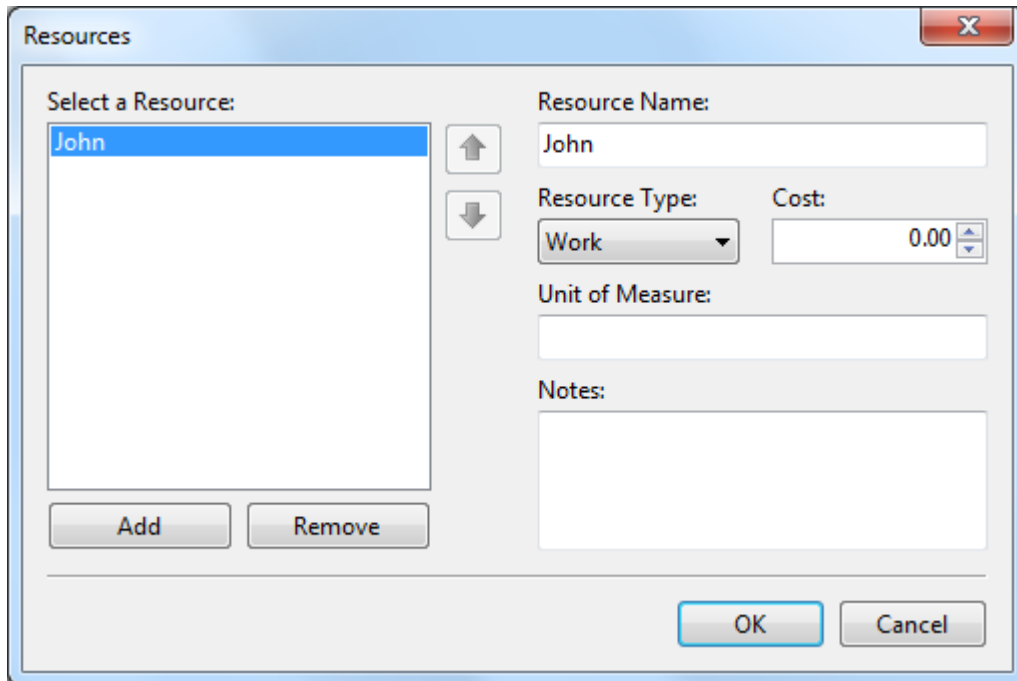 Resources
Select a Resource:
John
Add
Remove
Resource Name:
John
Resource Type:
Cost:
Work
0.00
Unit of Measure:
Notes:
OK
Cancel